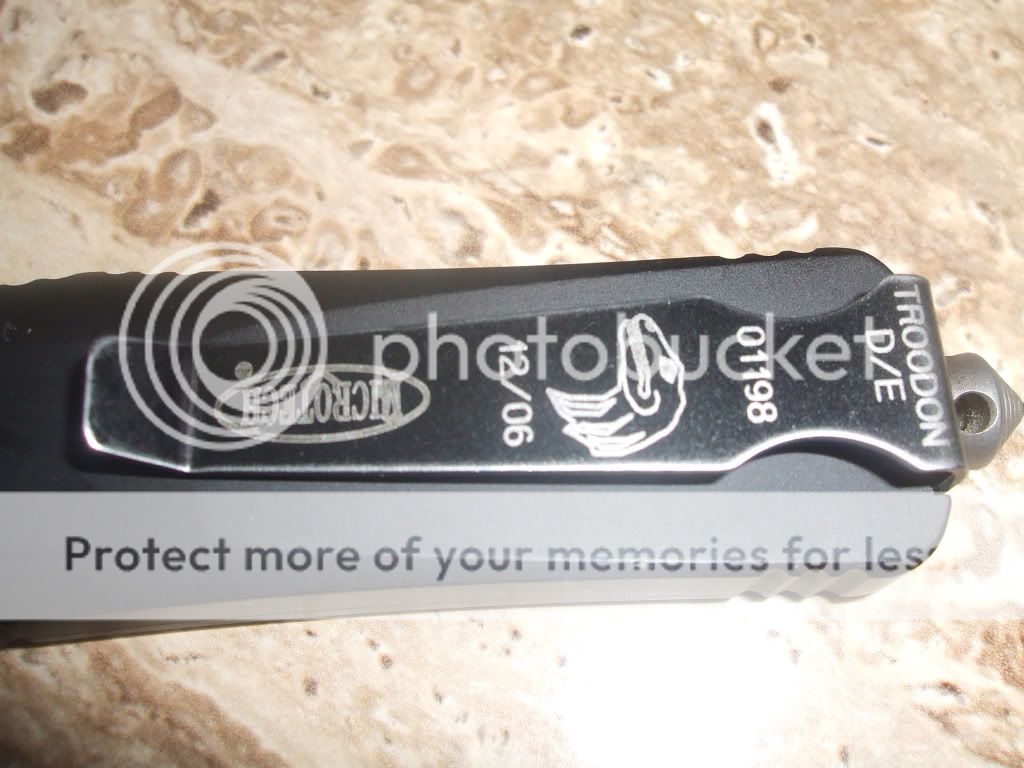 TROODON
D/E
01198
12/06
MICROTECH
®
photobucket
Protect more of your memories for les